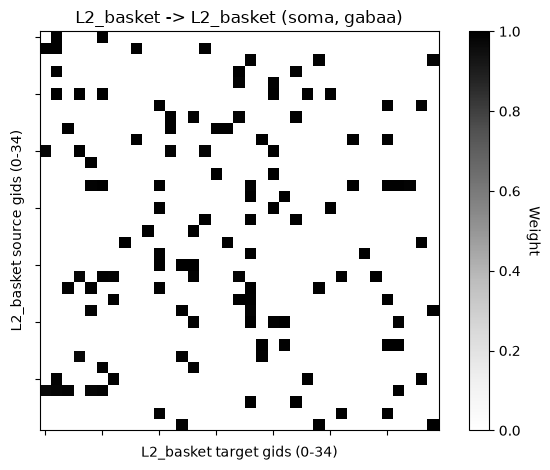 L2_basket -> L2_basket (soma, gabaa)
L2_basket source gids (0-34)
L2_basket target gids (0-34)
1.0
0.8
0.6
0.4
0.2
0.0
Weight